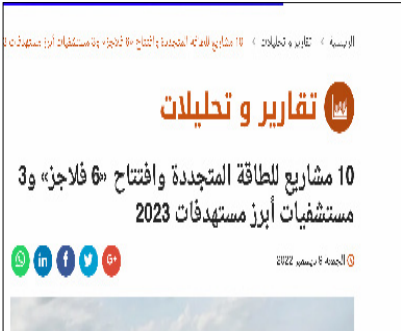 الرئيسية > تقارير و تحليلات > 10 مشاريع للطاقة المتجددة وافتتاح «6 فلاجز» و3 مستشفيات أبرز مستهدفات
تقارير و تحليلات
10 مشاريع للطاقة المتجددة وافتتاح «6 فلاجز» و3
مستشفيات أبرز مستهدفات 2023
الجمعة 9 ديسمبر 2022
G+
f
in